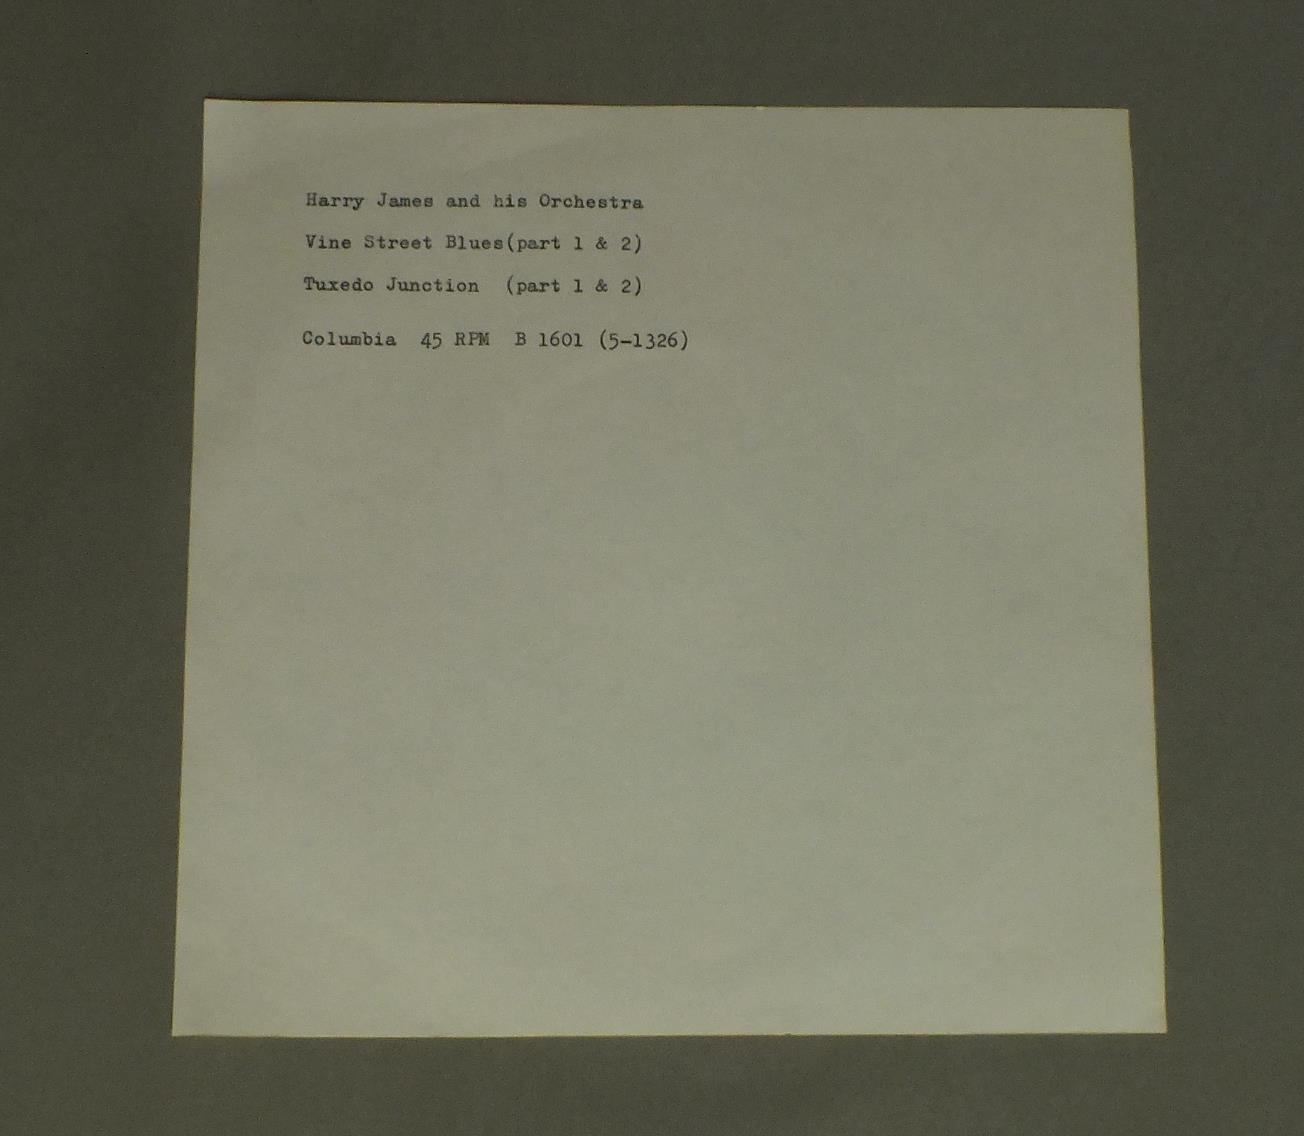 Harry James and his Orchestra
Vine Street Blues(part 1 & 2)
Tuxedo Junction  (part 1 & 2)
Columbia  45 RPM  B 1601 (5-1326)